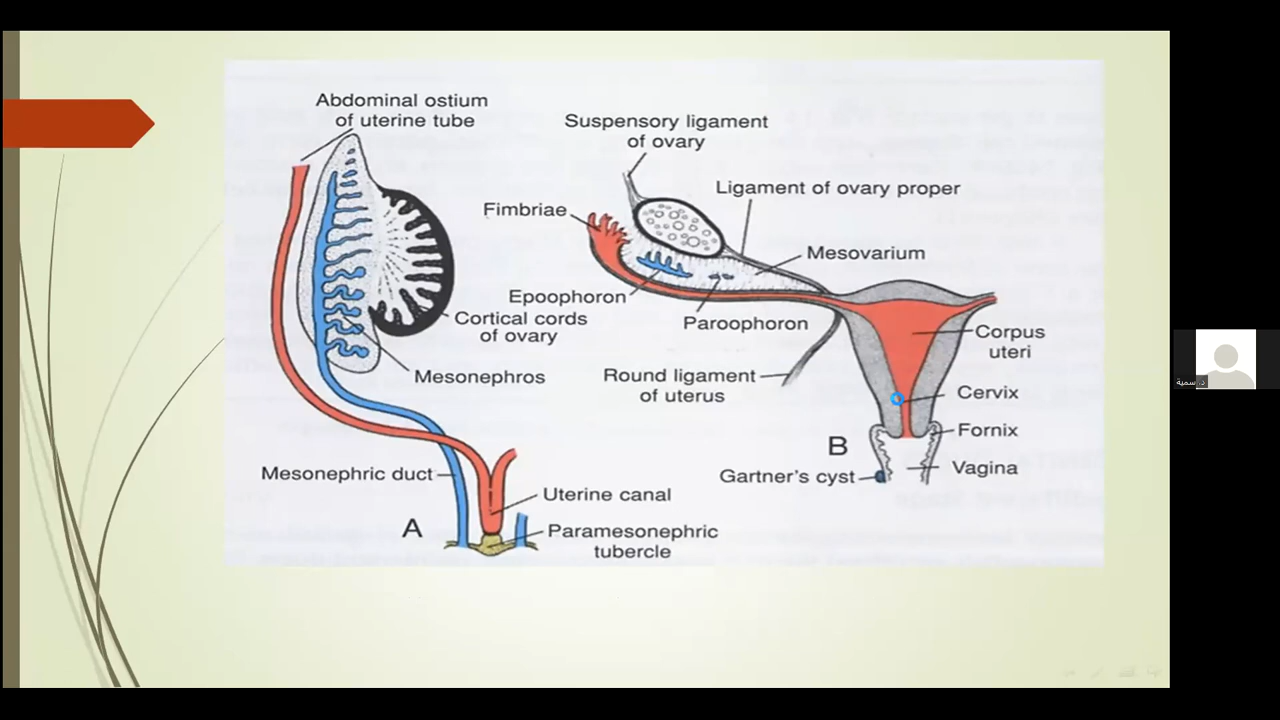 Abdominal ostium
of uterine tube
Cortical cords
of ovary
Mesonephros
Mesonephric duct
Uterine canal
A
Paramesonephric
tubercle
Suspensory ligament
of ovary
Ligament of ovary proper
Fimbriae
Mesovarium
Epoophoron
Paroophoron
Corpus
uteri
Round ligament
of uterus
Cervix
B
Fornix
Gartner's cyst
Vagina
د. سمية